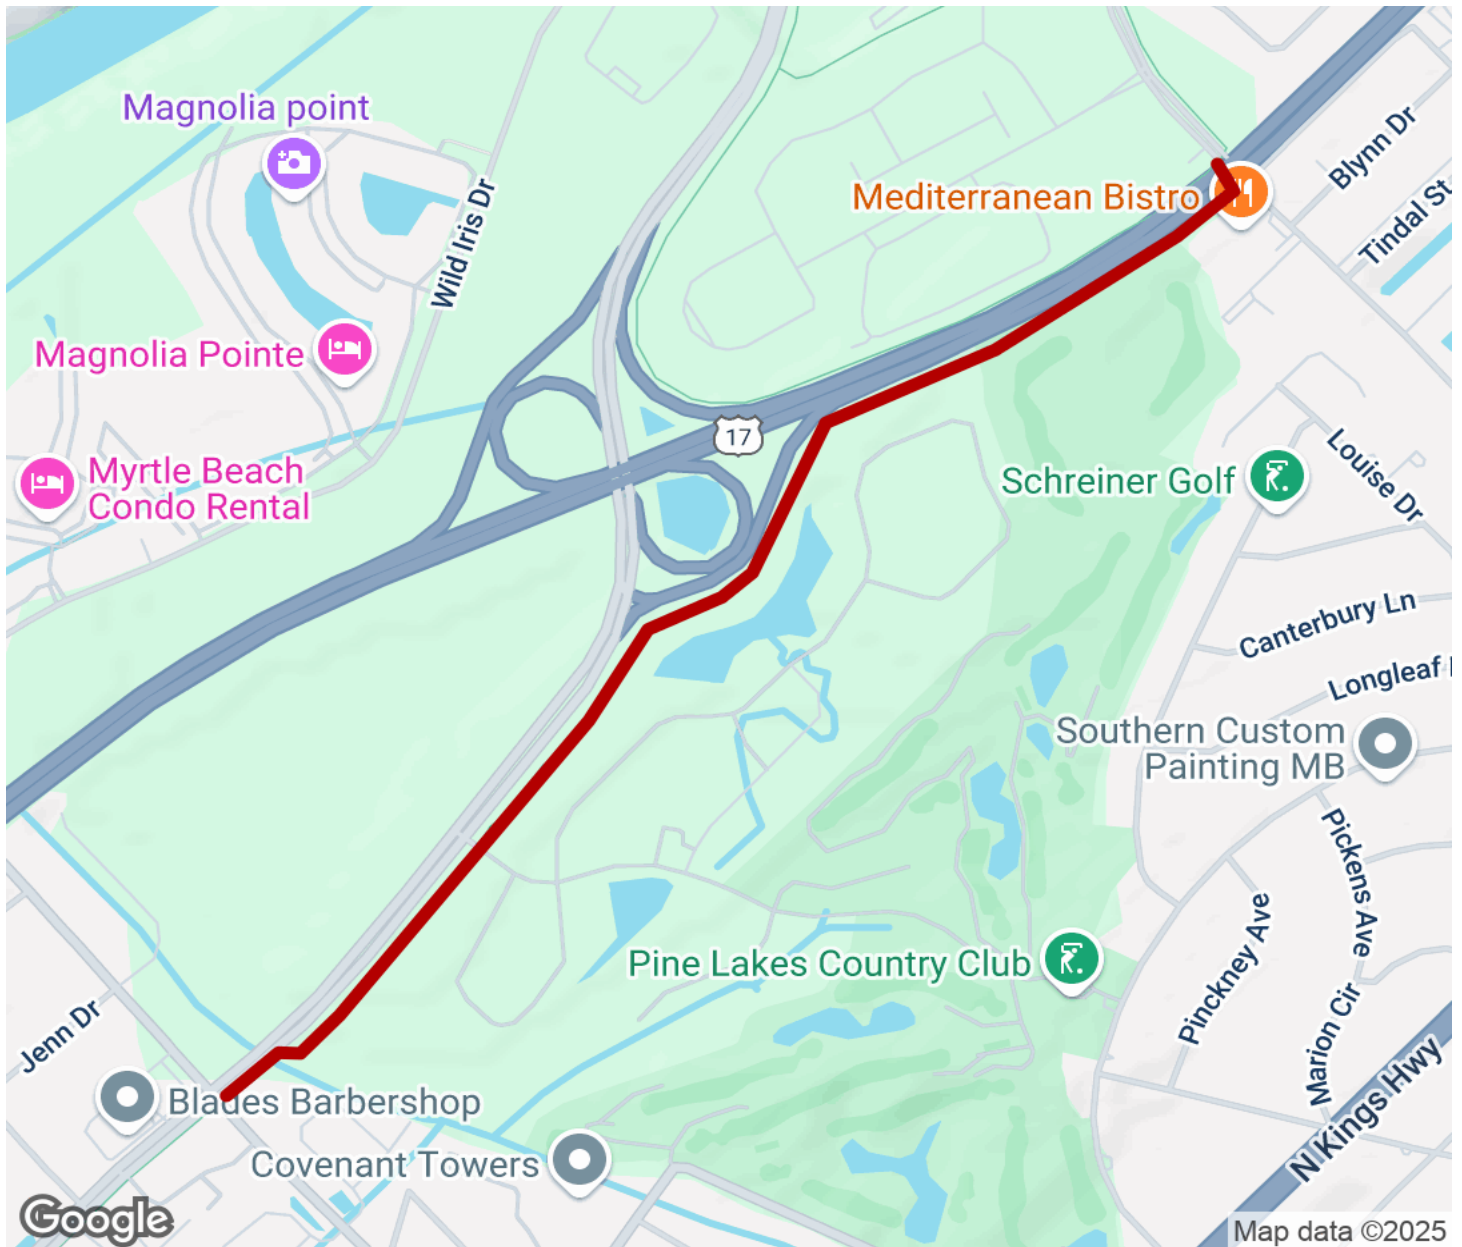 Magnolia point
Blynn Dr
Mediterranean Bistro
Tindal St
Wild Iris Dr
Magnolia Pointe
17
Myrtle Beach
Condo Rental
Schreiner Golf
Louise Dr
Canterbury Ln
Longleaf
Southern Custom
Painting MB
Pickens Ave
Pinckney Ave
Pine Lakes Country Club
Marion Cir
Jenn Dr
N Kings Hwy
Blades Barbershop
Covenant Towers
Google
Map data ©2025